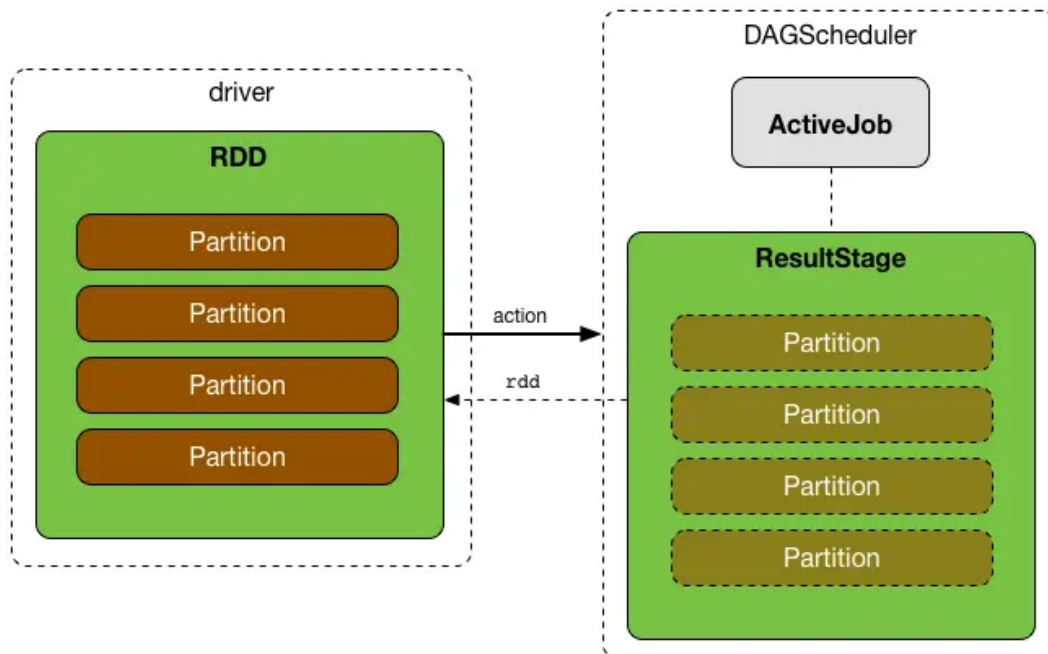 driver
RDD
Partition
Partition
Partition
Partition
action
rdd
DAGScheduler
ActiveJob
ResultStage
Partition
Partition
Partition
Partition